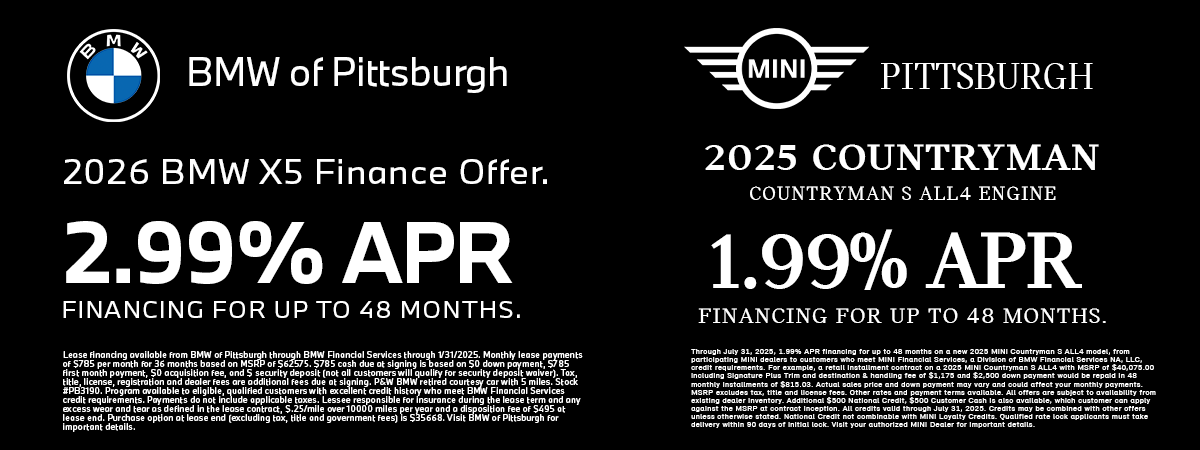 BMW
BMW of Pittsburgh
2026 BMW X5 Finance Offer.
2.99% APR
FINANCING FOR UP TO 48 MONTHS.
Lease financing available from BMW of Pittsburgh through BMW Financial Services through 1/31/2025. Monthly lease payments
of $785 per month for 36 months based on MSRP of $62575. $785 cash due at signing is based on $0 down payment, $785
first month payment, $0 acquisition fee, and $ security deposit (not all customers will qualify for security deposit waiver). Tax,
title, license, registration and dealer fees are additional fees due at signing. P&W BMW retired courtesy car with 5 miles. Stock
#PB3190. Program available to eligible, qualified customers with excellent credit history who meet BMW Financial Services
credit requirements. Payments do not include applicable taxes. Lessee responsible for insurance during the lease term and any
excess wear and tear as defined in the lease contract, $.25/mile over 10000 miles per year and a disposition fee of $495 at
lease end. Purchase option at lease end (excluding tax, title and government fees) is $35668. Visit BMW of Pittsburgh for
important details.
MINI
PITTSBURGH
2025 COUNTRYMAN
COUNTRYMAN S ALL4 ENGINE
1.99% APR
FINANCING FOR UP TO 48 MONTHS.
Through July 31, 2025, 1.99% APR financing for up to 48 months on a new 2025 MINI Countryman S ALL4 model, from
participating MINI dealers to customers who meet MINI Financial Services, a Division of BMW Financial Services NA, LLC,
credit requirements. For example, a retail installment contract on a 2025 MINI Countryman S ALL4 with MSRP of $40,075.00
including Signature Plus Trim and destination & handling fee of $1,175 and $2,500 down payment would be repaid in 48
monthly installments of $815.03. Actual sales price and down payment may vary and could affect your monthly payments.
MSRP excludes tax, title and license fees. Other rates and payment terms available. All offers are subject to availability from
existing dealer inventory. Additional $500 National Credit, $500 Customer Cash is also available, which customer can apply
against the MSRP at contract inception. All credits valid through July 31, 2025. Credits may be combined with other offers
unless otherwise stated. National Credit not combinable with MINI Loyalty Credits. Qualified rate lock applicants must take
delivery within 90 days of initial lock. Visit your authorized MINI Dealer for important details.